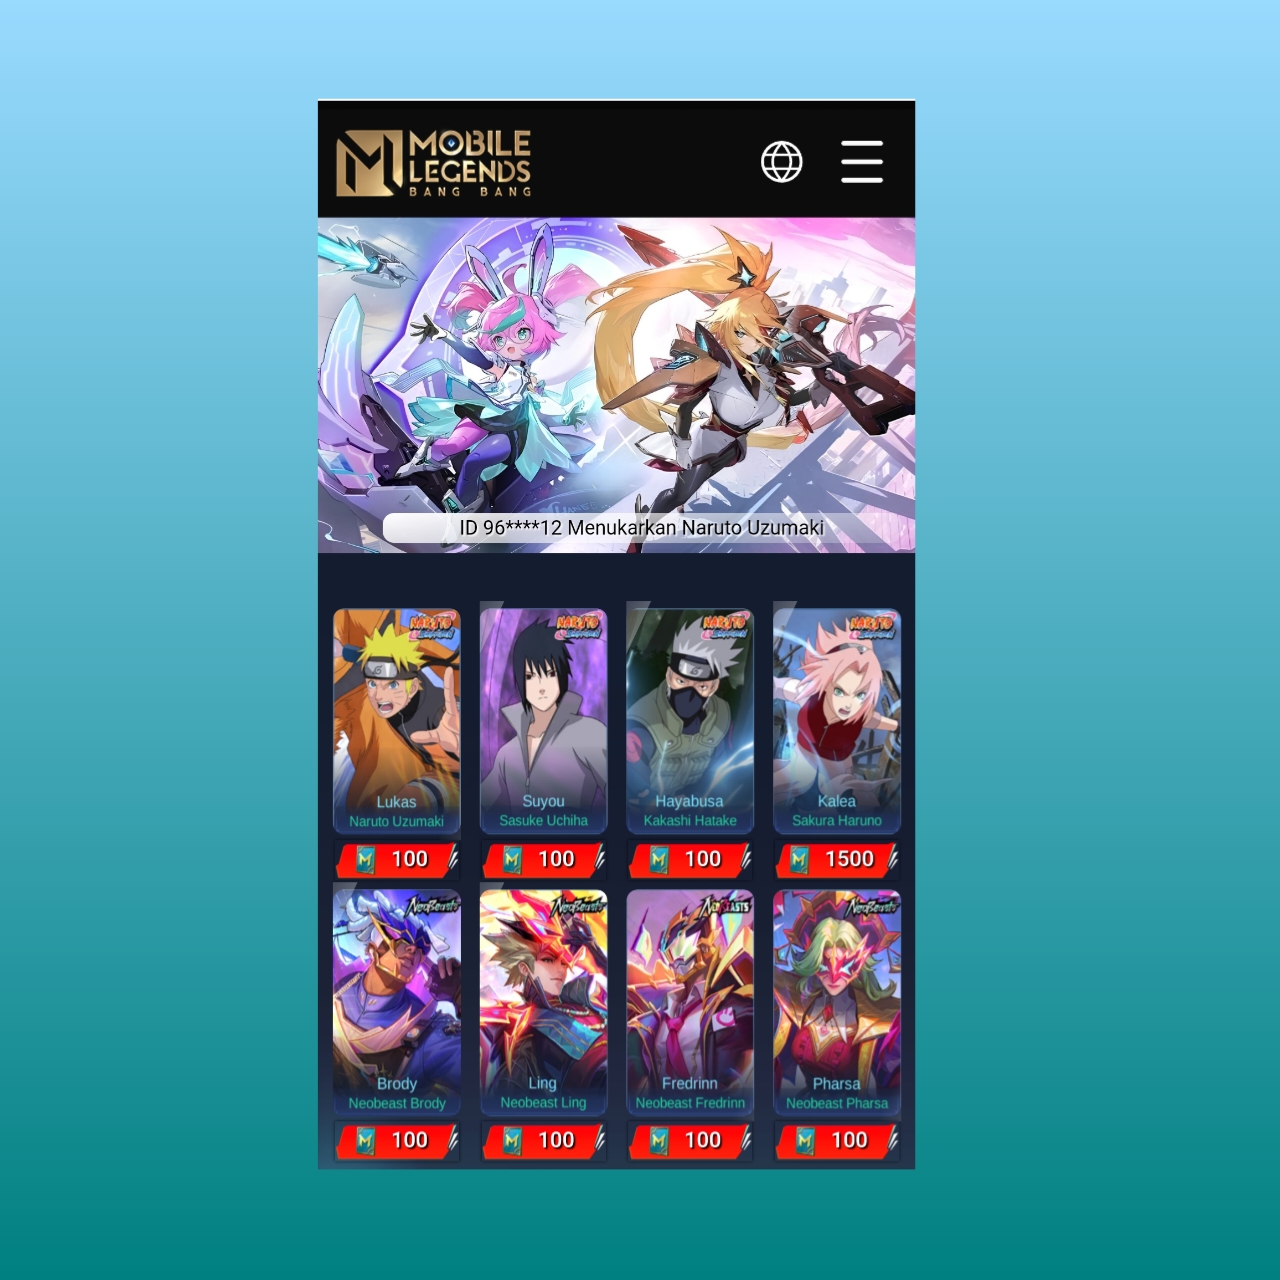 MOBILE
LEGENDS
BANG BANG
ID 96****12 Menukarkan Naruto Uzumaki
NARUTO
NARUTO
NARUTO
NARUTO
Lukas
Suyou
Hayabusa
Kalea
Naruto Uzumaki
Sasuke Uchiha
Kakashi Hatake
Sakura Haruno
100
100
100
1500
NeoBeasts
NeoBeasts
NEOBEASTS
NeoBeasts
Brody
Ling
Fredrinn
Pharsa
Neobeast Brody
Neobeast Ling
Neobeast Fredrinn
Neobeast Pharsa
100
100
100
100